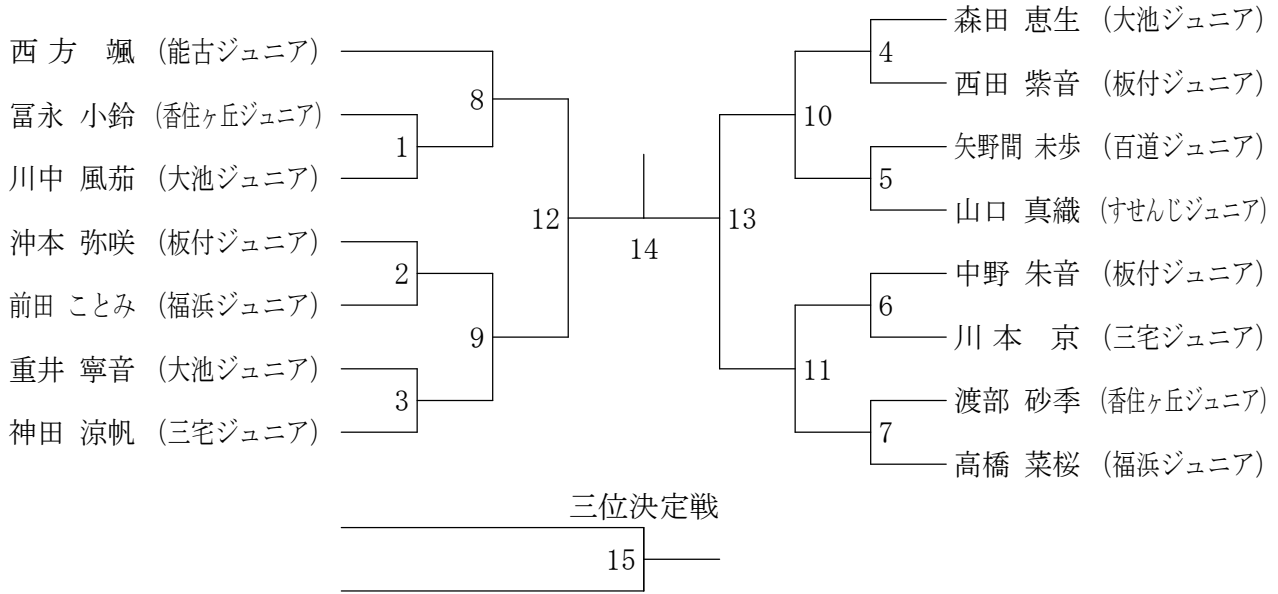 西方 颯 (能古ジュニア)
冨永 小鈴 (香住ヶ丘ジュニア)
川中 風茄 (大池ジュニア)
沖本 弥咲 (板付ジュニア)
前田 ことみ (福浜ジュニア)
重井 寧音 (大池ジュニア)
神田 涼帆 (三宅ジュニア)
1
2
3
8
9
12
14
13
10
11
4
5
6
7
森田 恵生 (大池ジュニア)
西田 紫音 (板付ジュニア)
矢野間 未歩 (百道ジュニア)
山口 真織 (すせんじジュニア)
中野 朱音 (板付ジュニア)
川本 京 (三宅ジュニア)
渡部 砂季 (香住ヶ丘ジュニア)
高橋 菜桜 (福浜ジュニア)
三位決定戦
15